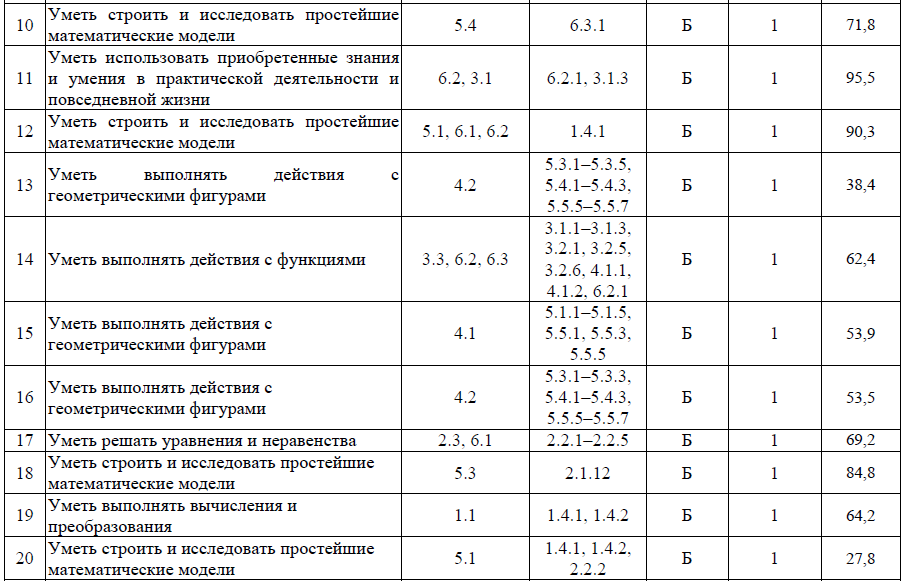 10 Уметь строить и исследовать простейшие математические модели 5.4 6.3.1 Б 1 71,8
11 Уметь использовать приобретенные знания и умения в практической деятельности и повседневной жизни 6.2, 3.1 6.2.1, 3.1.3 Б 1 95,5
12 Уметь строить и исследовать простейшие математические модели 5.1, 6.1, 6.2 1.4.1 Б 1 90,3
13 Уметь выполнять действия с геометрическими фигурами 4.2 5.3.1–5.3.5, 5.4.1–5.4.3, 5.5.5–5.5.7 Б 1 38,4
14 Уметь выполнять действия с функциями 3.3, 6.2, 6.3 3.1.1–3.1.3, 3.2.1, 3.2.5, 3.2.6, 4.1.1, 4.1.2, 6.2.1 Б 1 62,4
15 Уметь выполнять действия с геометрическими фигурами 4.1 5.1.1–5.1.5, 5.5.1, 5.5.3, 5.5.5 Б 1 53,9
16 Уметь выполнять действия с геометрическими фигурами 4.2 5.3.1–5.3.3, 5.4.1–5.4.3, 5.5.5–5.5.7 Б 1 53,5
17 Уметь решать уравнения и неравенства 2.3, 6.1 2.2.1–2.2.5 Б 1 69,2
18 Уметь строить и исследовать простейшие математические модели 5.3 2.1.12 Б 1 84,8
19 Уметь выполнять вычисления и преобразования 1.1 1.4.1, 1.4.2 Б 1 64,2
20 Уметь строить и исследовать простейшие математические модели 5.1 1.4.1, 1.4.2, 2.2.2 Б 1 27,8